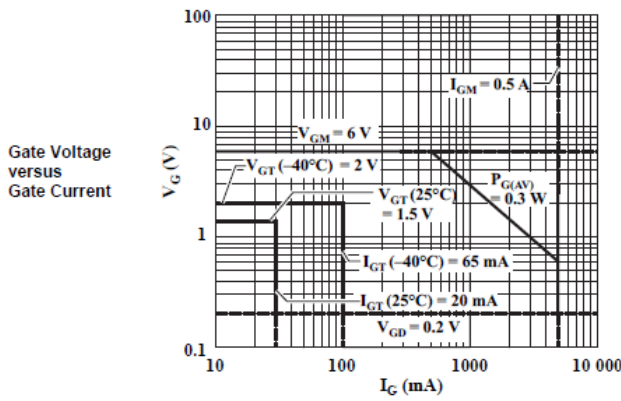 Gate Voltage
versus
Gate Current
V_G (V)
100
10
1
0.1
I_GM = 0.5 A
V_GM = 6 V
V_GT (–40°C) = 2 V
V_GT (25°C)
= 1.5 V
P_G(AV)
= 0.3 W
I_GT (–40°C) = 65 mA
I_GT (25°C) = 20 mA
V_GD = 0.2 V
10
100
1000
10 000
I_G (mA)